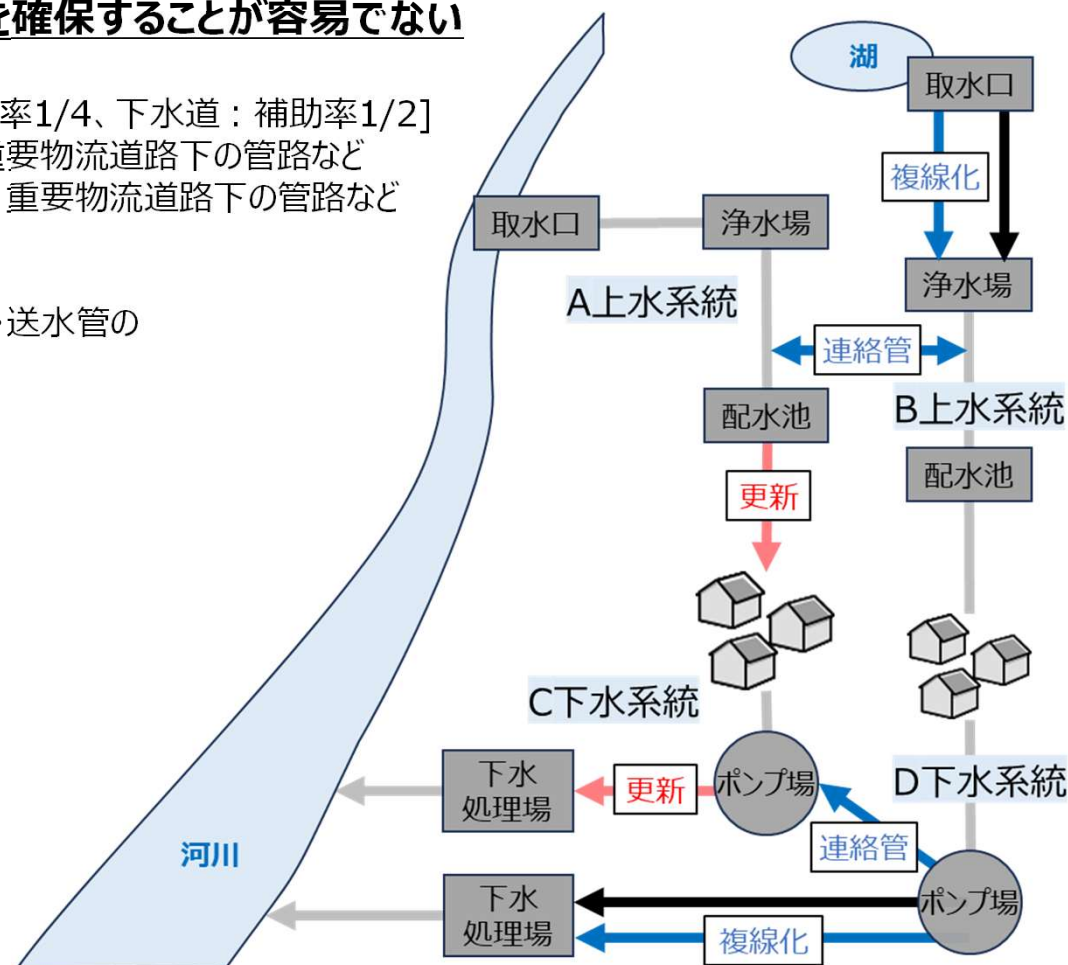 を確保することが容易でない
率1/4、下水道：補助率1/2]
重要物流道路下の管路など
重要物流道路下の管路など
送水管の
湖
取水口
複線化
浄水場
取水口
浄水場
A上水系統
連絡管
B上水系統
配水池
配水池
更新
C下水系統
D下水系統
下水
処理場
更新
ポンプ場
連絡管
河川
下水
処理場
ポンプ場
複線化